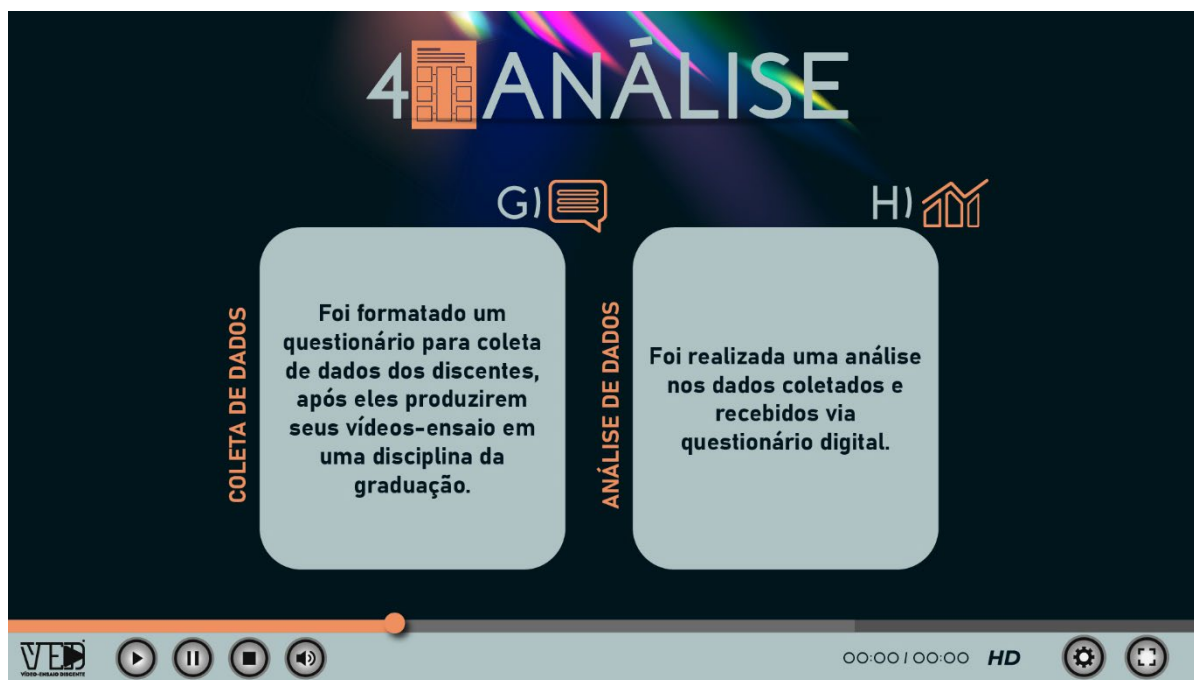 4 ANÁLISE
G)
COLETA DE DADOS
Foi formatado um
questionário para coleta
de dados dos discentes,
após eles produzirem
seus vídeos-ensaio em
uma disciplina da
graduação.
H)
ANÁLISE DE DADOS
Foi realizada uma análise
nos dados coletados e
recebidos via
questionário digital.
VED
VÍDEO-ENSAIO DISCENTE
00:00 / 00:00 HD